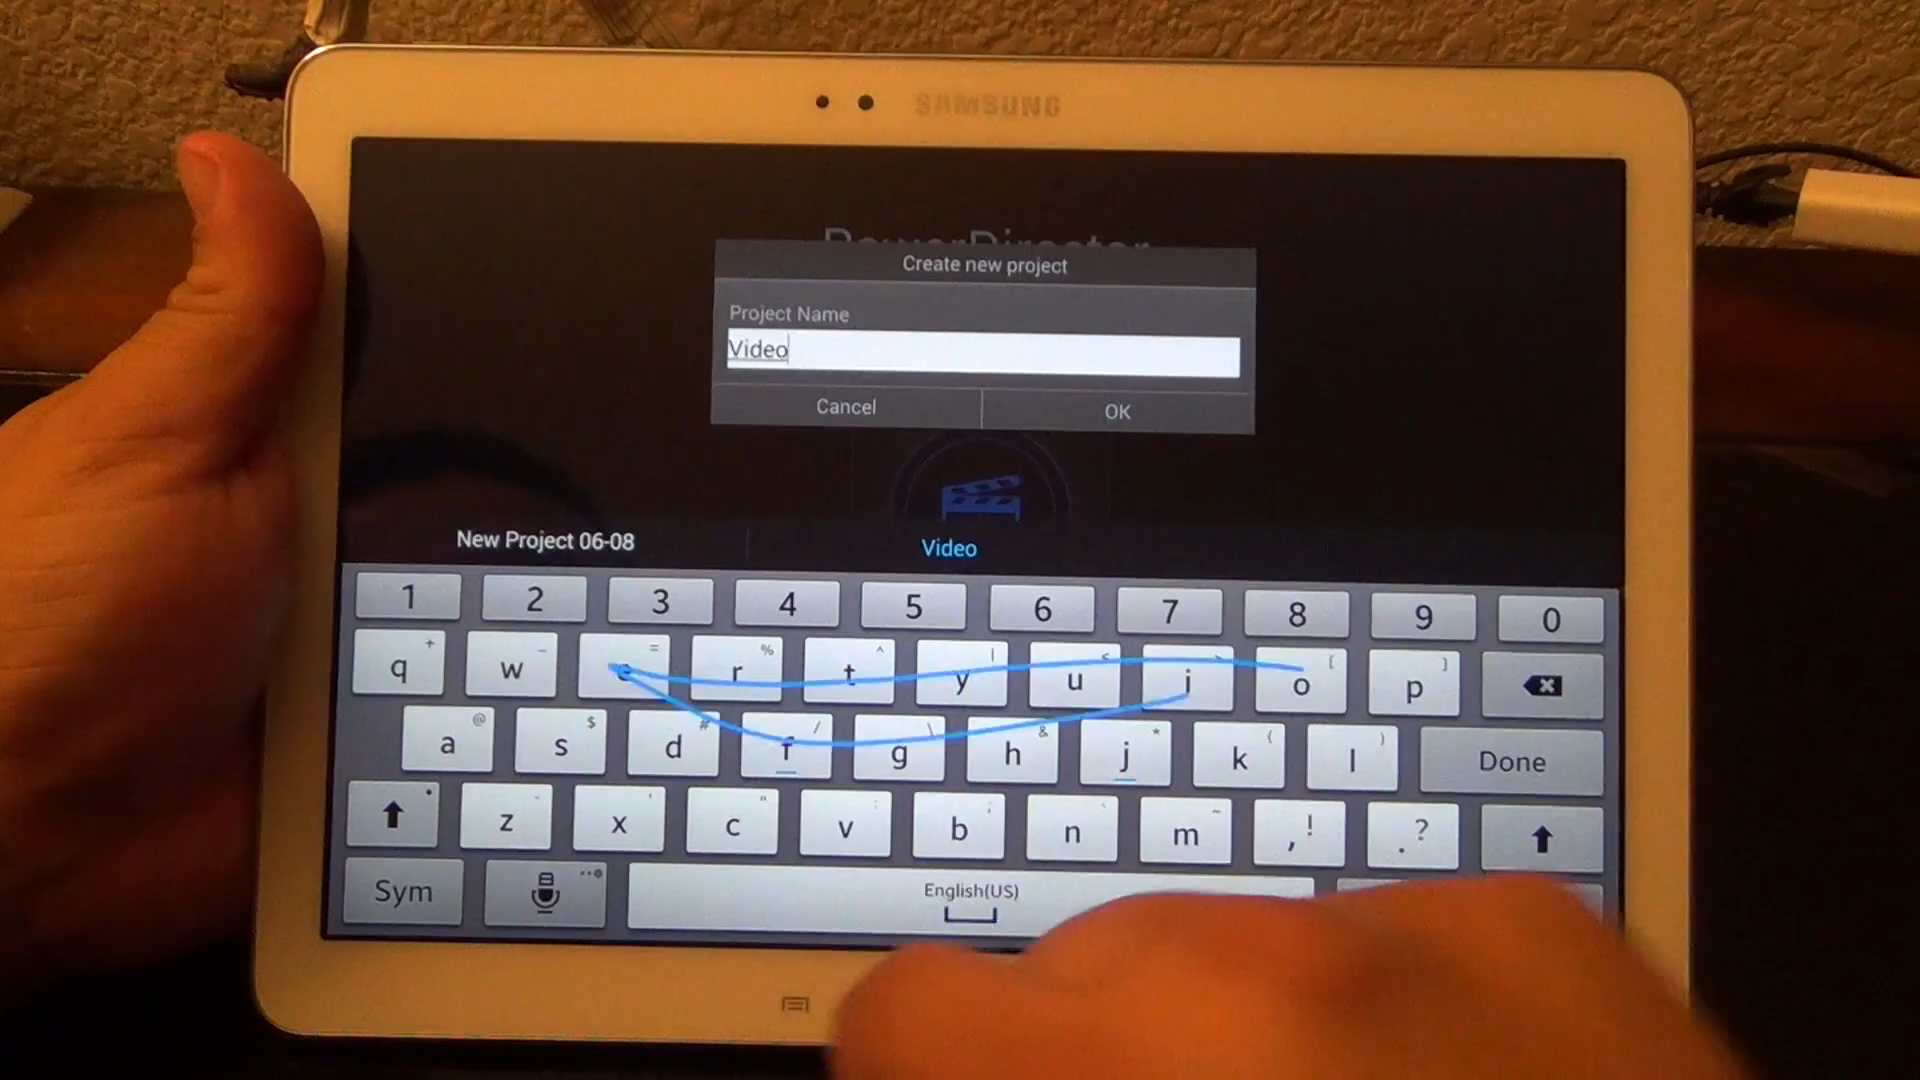 SAMSUNG
PowerDirector
Create new project
Project Name
Video
Cancel OK
New Project 06-08 Video
1 2 3 4 5 6 7 8 9 0
q + w - e = r % t ^ y | u < i > o [ p ]
a @ s $ d # f / g \ h & j * k ( l )
z - x ' c " v : b ; n ` m ~ , ! . ?
Done
Sym English(US)